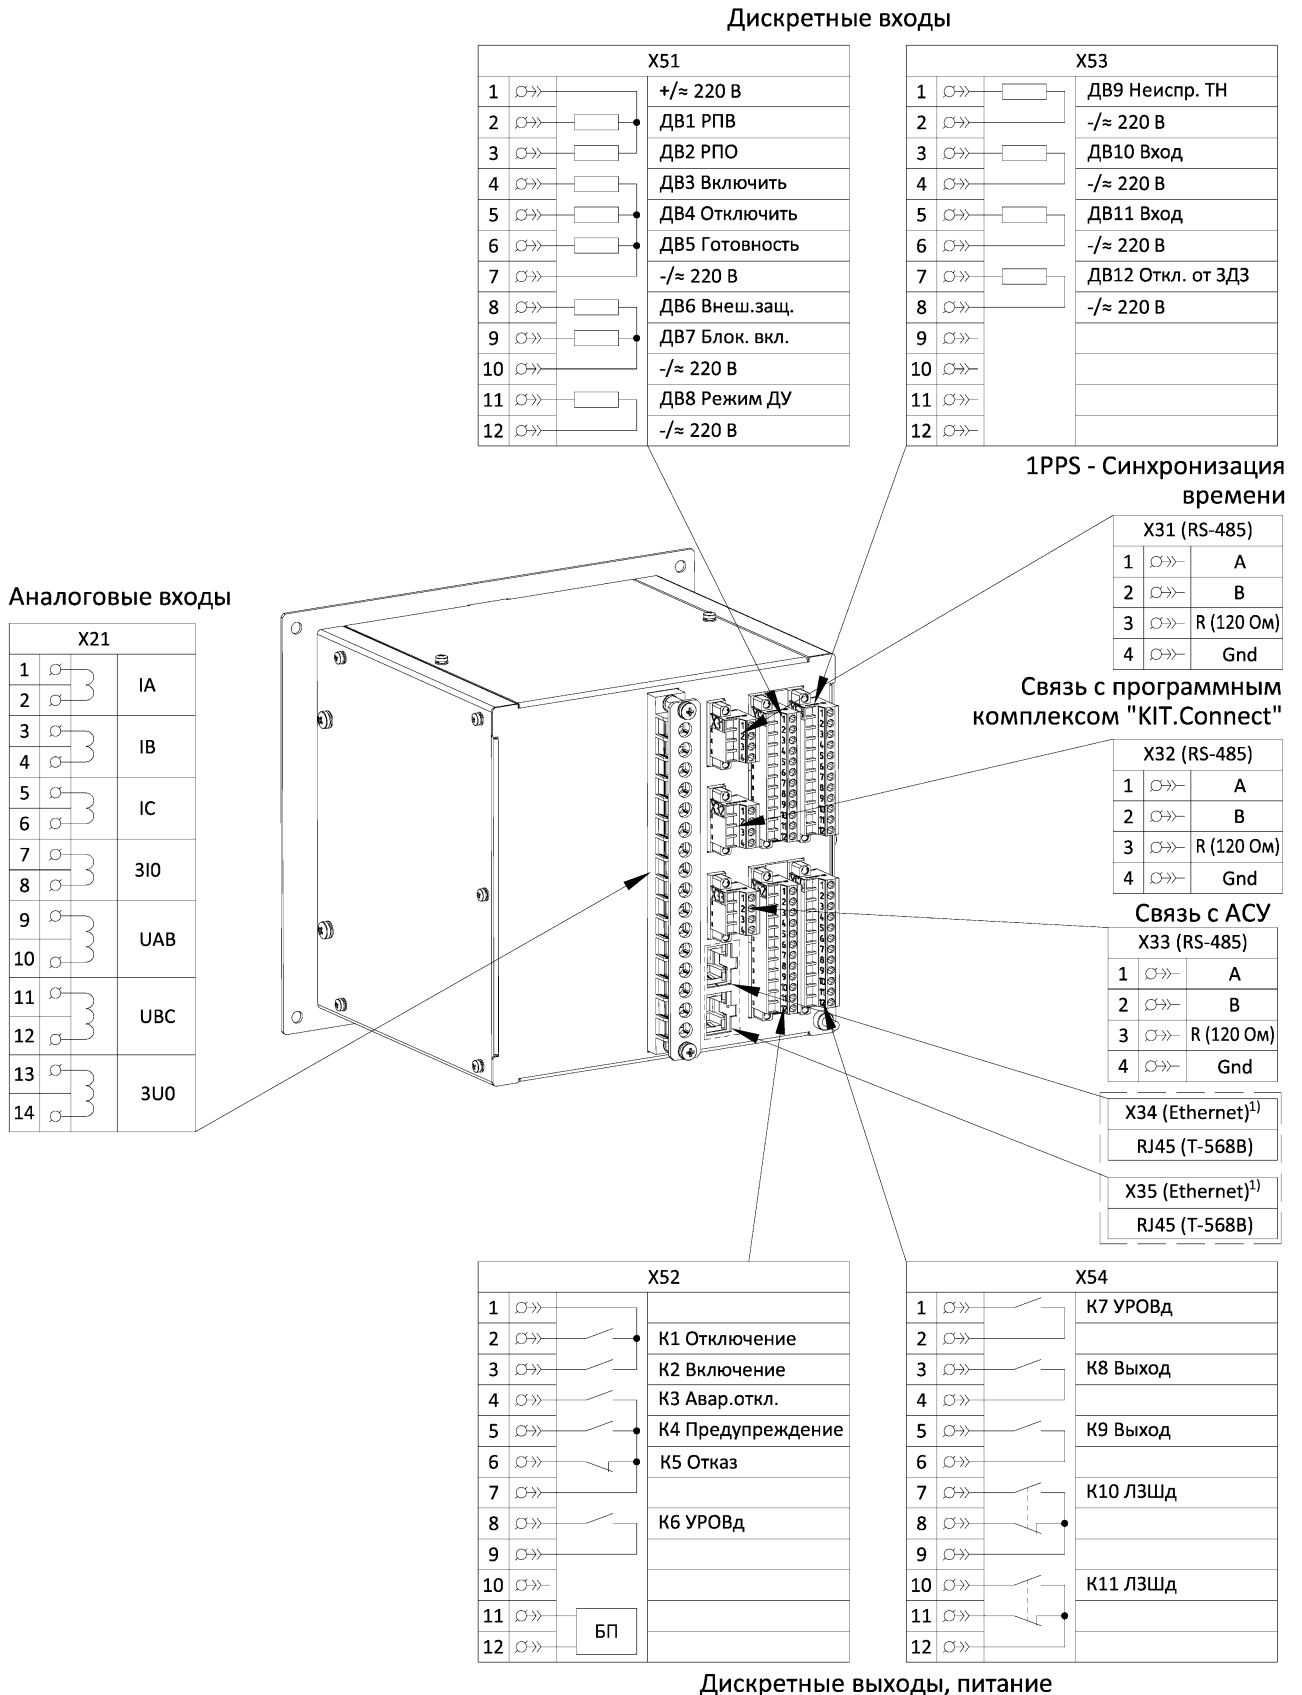 Дискретные входы
X51
1 +/≈ 220 В
2 ДВ1 РПВ
3 ДВ2 РПО
4 ДВ3 Включить
5 ДВ4 Отключить
6 ДВ5 Готовность
7 -/≈ 220 В
8 ДВ6 Внеш.защ.
9 ДВ7 Блок. вкл.
10 -/≈ 220 В
11 ДВ8 Режим ДУ
12 -/≈ 220 В
X53
1 ДВ9 Неиспр. ТН
2 -/≈ 220 В
3 ДВ10 Вход
4 -/≈ 220 В
5 ДВ11 Вход
6 -/≈ 220 В
7 ДВ12 Откл. от ЗДЗ
8 -/≈ 220 В
9
10
11
12
1PPS - Синхронизация
времени
X31 (RS-485)
1 A
2 B
3 R (120 Ом)
4 Gnd
Аналоговые входы
X21
1
2
IA
3
4
IB
5
6
IC
7
8
3I0
9
10
UAB
11
12
UBC
13
14
3U0
Связь с программным
комплексом "KIT.Connect"
X32 (RS-485)
1 A
2 B
3 R (120 Ом)
4 Gnd
Связь с АСУ
X33 (RS-485)
1 A
2 B
3 R (120 Ом)
4 Gnd
X34 (Ethernet)1)
RJ45 (T-568B)
X35 (Ethernet)1)
RJ45 (T-568B)
X52
1
2 К1 Отключение
3 К2 Включение
4 К3 Авар.откл.
5 К4 Предупреждение
6 К5 Отказ
7
8 К6 УРОВд
9
10
11
12
БП
X54
1 К7 УРОВд
2
3 К8 Выход
4
5 К9 Выход
6
7 К10 ЛЗШд
8
9
10 К11 ЛЗШд
11
12
Дискретные выходы, питание